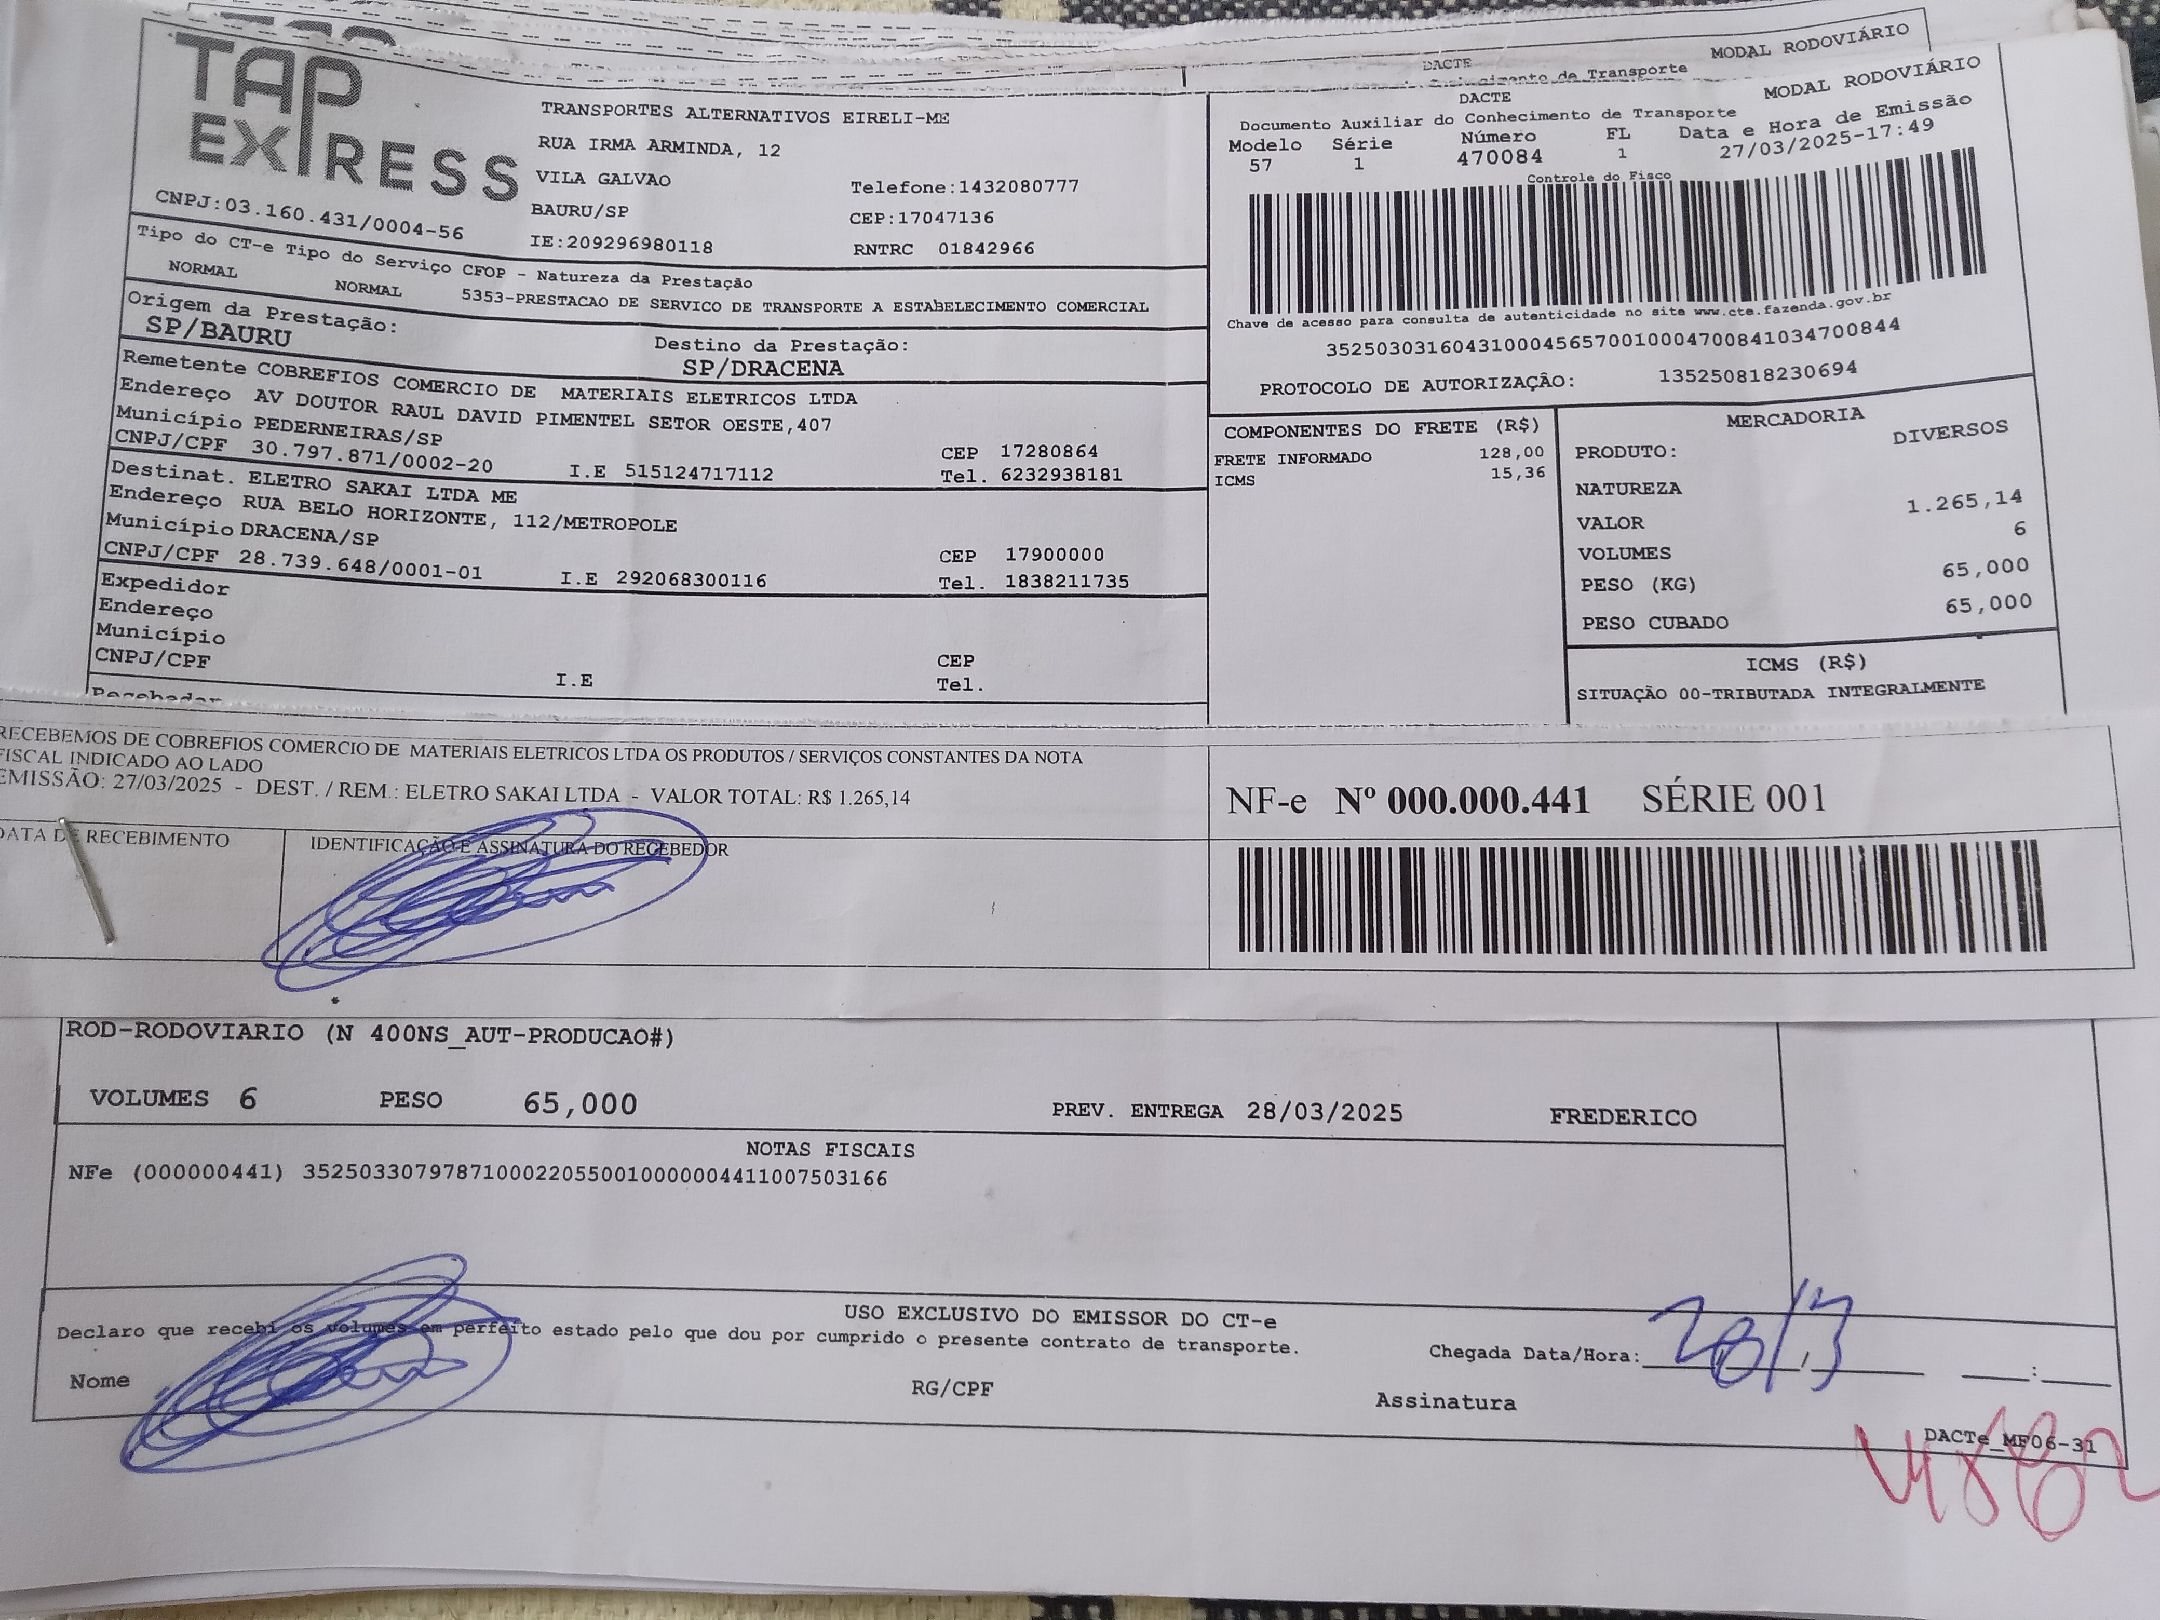 DACTE
MODAL RODOVIÁRIO
TAP EXPRESS
CNPJ:03.160.431/0004-56
TRANSPORTES ALTERNATIVOS EIRELI-ME
RUA IRMA ARMINDA, 12
VILA GALVAO
Telefone:1432080777
BAURU/SP
CEP:17047136
IE:209296980118
RNTRC 01842966
DACTE
MODAL RODOVIÁRIO
Documento Auxiliar do Conhecimento de Transporte
Modelo Série Número FL Data e Hora de Emissão
57 1 470084 1 27/03/2025-17:49
Controle do Fisco
Chave de acesso para consulta de autenticidade no site www.cte.fazenda.gov.br
35250303160431000456570010004700841034700844
PROTOCOLO DE AUTORIZAÇÃO: 135250818230694
Tipo do CT-e Tipo do Serviço CFOP - Natureza da Prestação
NORMAL NORMAL 5353-PRESTACAO DE SERVICO DE TRANSPORTE A ESTABELECIMENTO COMERCIAL
Origem da Prestação: Destino da Prestação:
SP/BAURU SP/DRACENA
Remetente COBREFIOS COMERCIO DE MATERIAIS ELETRICOS LTDA
Endereço AV DOUTOR RAUL DAVID PIMENTEL SETOR OESTE,407
Município PEDERNEIRAS/SP CEP 17280864
CNPJ/CPF 30.797.871/0002-20 I.E 515124717112 Tel. 6232938181
Destinat. ELETRO SAKAI LTDA ME
Endereço RUA BELO HORIZONTE, 112/METROPOLE
Município DRACENA/SP CEP 17900000
CNPJ/CPF 28.739.648/0001-01 I.E 292068300116 Tel. 1838211735
Expedidor
Endereço
Município CEP
CNPJ/CPF I.E Tel.
COMPONENTES DO FRETE (R$)
FRETE INFORMADO 128,00
ICMS 15,36
MERCADORIA
PRODUTO: DIVERSOS
NATUREZA
VALOR 1.265,14
VOLUMES 6
PESO (KG) 65,000
PESO CUBADO 65,000
ICMS (R$)
SITUAÇÃO 00-TRIBUTADA INTEGRALMENTE
RECEBEMOS DE COBREFIOS COMERCIO DE MATERIAIS ELETRICOS LTDA OS PRODUTOS / SERVIÇOS CONSTANTES DA NOTA
FISCAL INDICADO AO LADO
EMISSÃO: 27/03/2025 - DEST. / REM.: ELETRO SAKAI LTDA - VALOR TOTAL: R$ 1.265,14
DATA DE RECEBIMENTO
IDENTIFICAÇÃO E ASSINATURA DO RECEBEDOR
NF-e Nº 000.000.441 SÉRIE 001
ROD-RODOVIARIO (N 400NS_AUT-PRODUCAO#)
VOLUMES 6 PESO 65,000 PREV. ENTREGA 28/03/2025 FREDERICO
NOTAS FISCAIS
NFe (000000441) 35250330797871000220550010000004411007503166
USO EXCLUSIVO DO EMISSOR DO CT-e
Declaro que recebi os volumes em perfeito estado pelo que dou por cumprido o presente contrato de transporte.
Chegada Data/Hora: 28/3
Nome RG/CPF Assinatura
DACTe_MF06-31